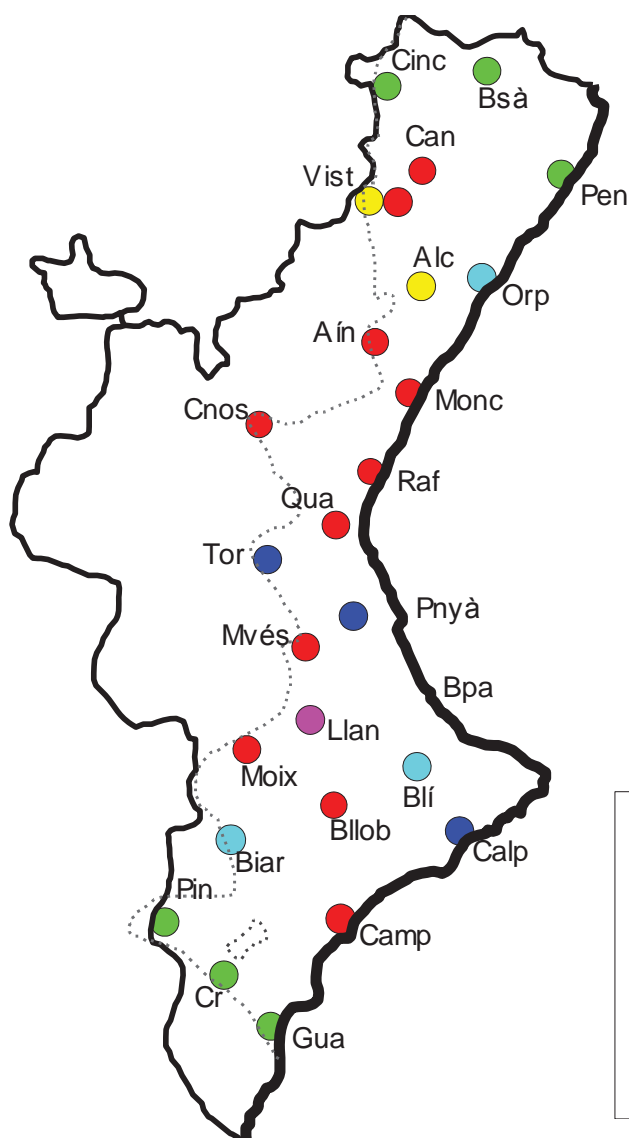 Cinc
Bsà
Can
Vist
Pen
Alc
Orp
Aín
Monc
Cnos
Raf
Qua
Tor
Pnyà
Mvés
Bpa
Llan
Moix
Blí
Bllob
Calp
Biar
Pin
Camp
Cr
Gua